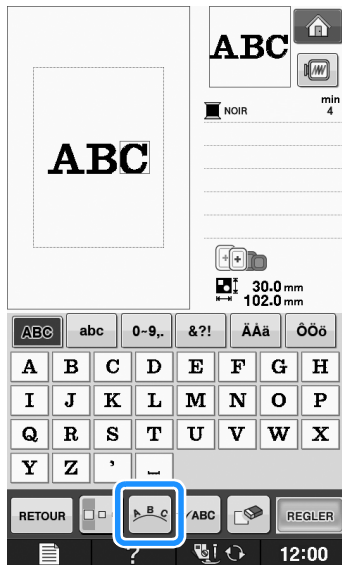 ABC
ABC
NOIR
min
4
30.0 mm
102.0 mm
ABC abc 0~9,. &?! ÄÅä ÔÖö
A B C D E F G H
I J K L M N O P
Q R S T U V W X
Y Z ' ⎵
RETOUR ABC ABC REGLER
? 12:00